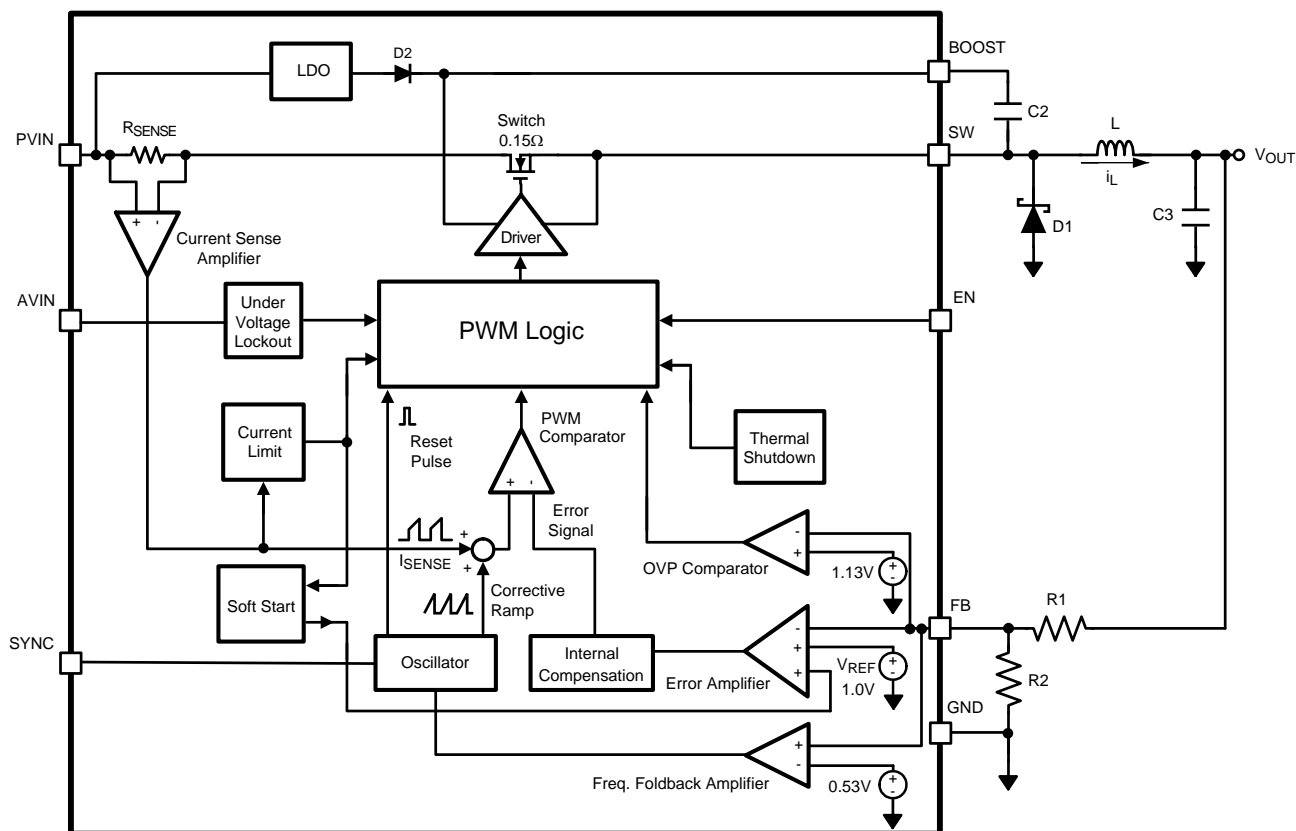 BOOST
D2
LDO
C2
Switch
0.15Ω
PVIN
RSENSE
SW
L
VOUT
iL
+ -
Current Sense
Amplifier
Driver
D1
C3
AVIN
Under
Voltage
Lockout
PWM Logic
EN
PWM
Comparator
Reset
Pulse
Current
Limit
Thermal
Shutdown
+ -
Error
Signal
+
ISENSE
+
-
+
+
-
1.13V
OVP Comparator
Corrective
Ramp
Soft Start
FB
R1
SYNC
Oscillator
Internal
Compensation
-
+
+
Error Amplifier
VREF
1.0V
+
-
R2
GND
+
-
Freq. Foldback Amplifier
0.53V
+
-